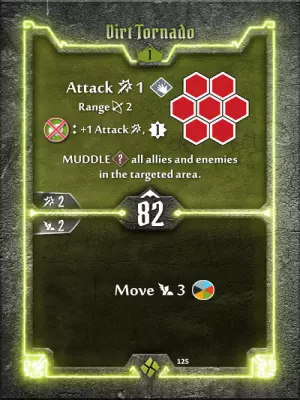 Dirt Tornado
1
Attack 1
Range 2
: +1 Attack, 1
MUDDLE ? all allies and enemies
in the targeted area.
2
82
2
Move 3
125